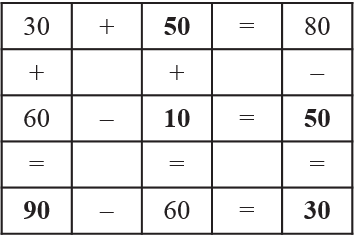 30 + 50 = 80
+ + –
60 – 10 = 50
= = =
90 – 60 = 30